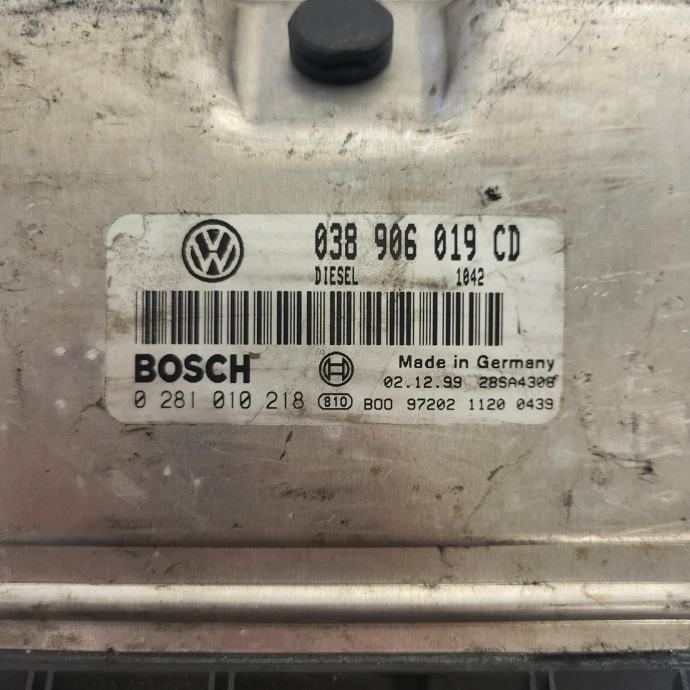 VW 038 906 019 CD
DIESEL 1042
BOSCH Made in Germany
02.12.99 28SA4308
0 281 010 218 810 B00 97202 1120 0439